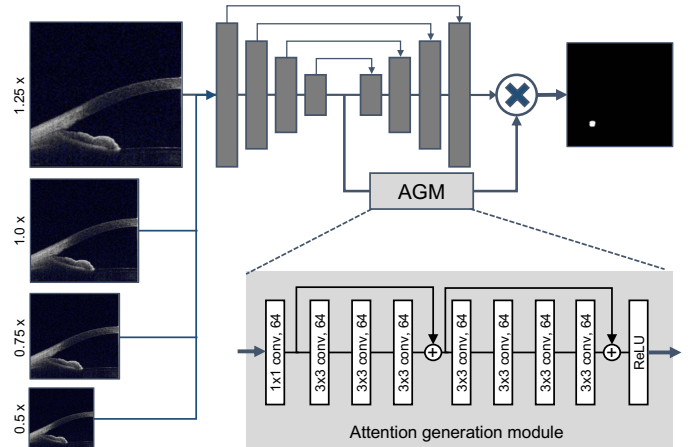 1.25 x
1.0 x
0.75 x
0.5 x
AGM
1x1 conv, 64
3x3 conv, 64
3x3 conv, 64
3x3 conv, 64
3x3 conv, 64
3x3 conv, 64
3x3 conv, 64
3x3 conv, 64
ReLU
Attention generation module